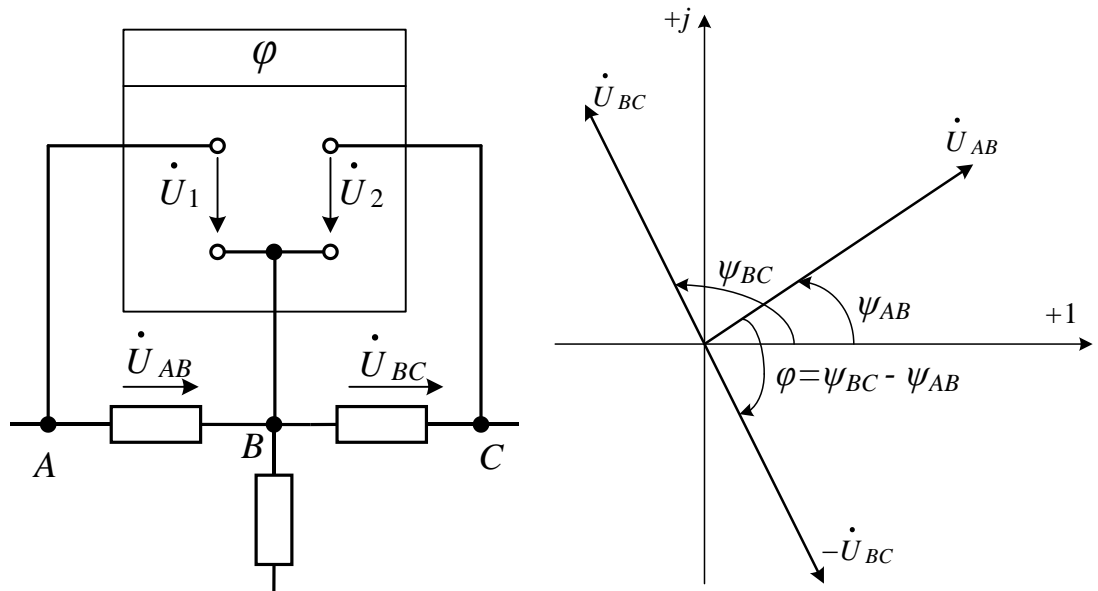 φ
U̇1
U̇2
U̇AB
U̇BC
A
B
C
+j
U̇BC
U̇AB
ψBC
ψAB
+1
φ=ψBC - ψAB
–U̇BC